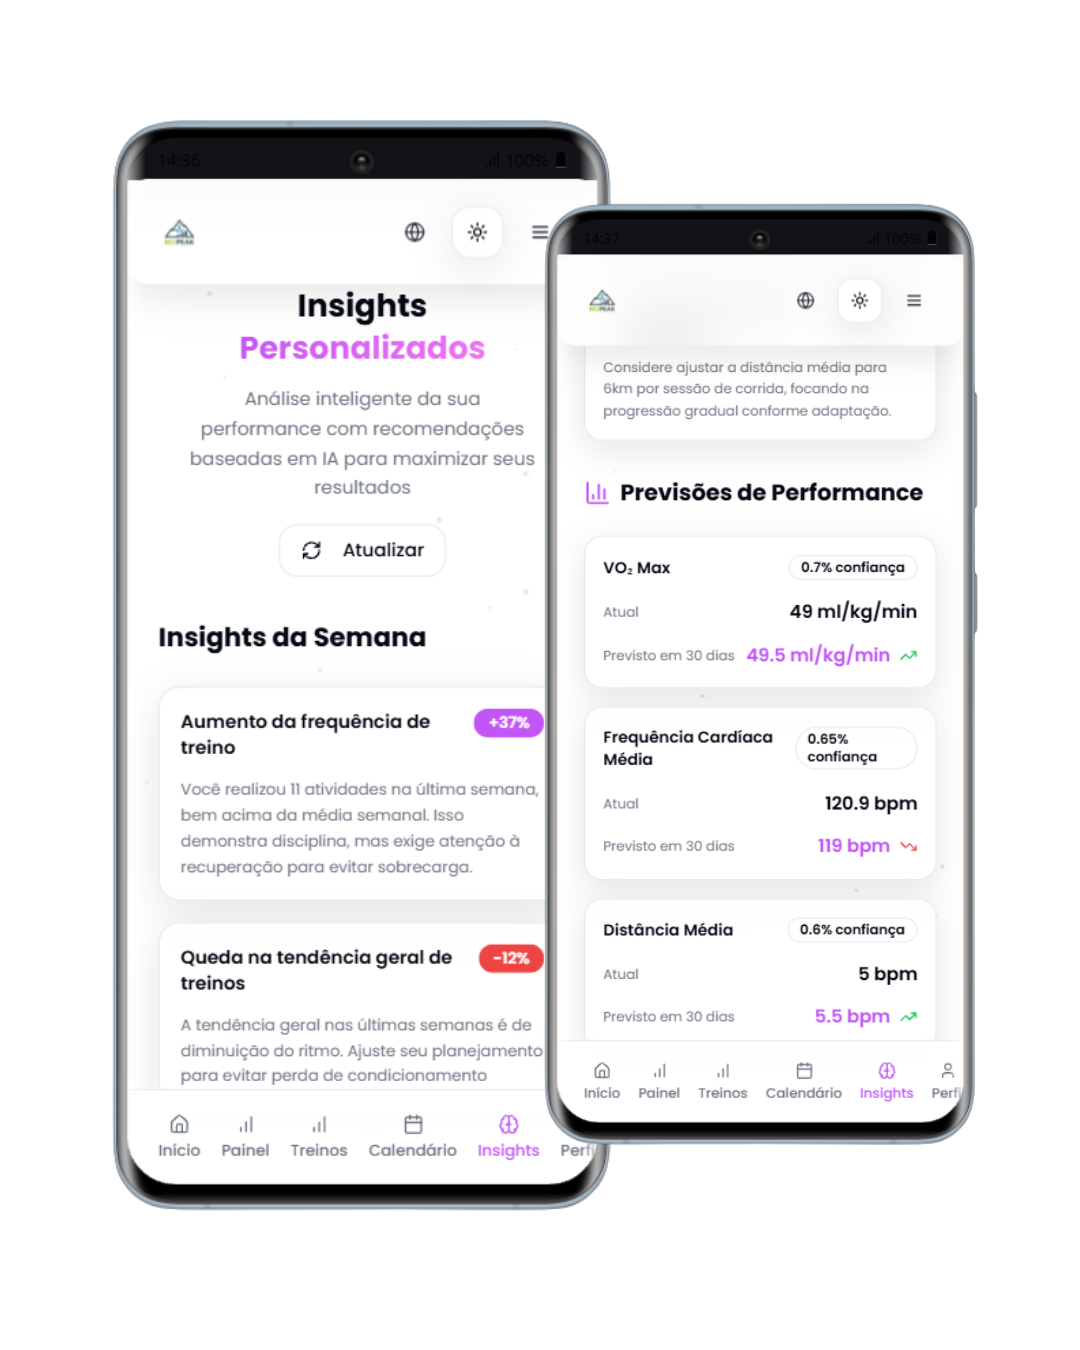 14:36
100%
BIOPEAK
Insights
Personalizados
Análise inteligente da sua
performance com recomendações
baseadas em IA para maximizar seus
resultados
Atualizar
Insights da Semana
Aumento da frequência de
treino
+37%
Você realizou 11 atividades na última semana,
bem acima da média semanal. Isso
demonstra disciplina, mas exige atenção à
recuperação para evitar sobrecarga.
Queda na tendência geral de
treinos
-12%
A tendência geral nas últimas semanas é de
diminuição do ritmo. Ajuste seu planejamento
para evitar perda de condicionamento
Início
Painel
Treinos
Calendário
Insights
Perfi
14:37
100%
BIOPEAK
Considere ajustar a distância média para
6km por sessão de corrida, focando na
progressão gradual conforme adaptação.
Previsões de Performance
VO₂ Max
0.7% confiança
Atual
49 ml/kg/min
Previsto em 30 dias
49.5 ml/kg/min
Frequência Cardíaca
Média
0.65%
confiança
Atual
120.9 bpm
Previsto em 30 dias
119 bpm
Distância Média
0.6% confiança
Atual
5 bpm
Previsto em 30 dias
5.5 bpm
Início
Painel
Treinos
Calendário
Insights
Perfi